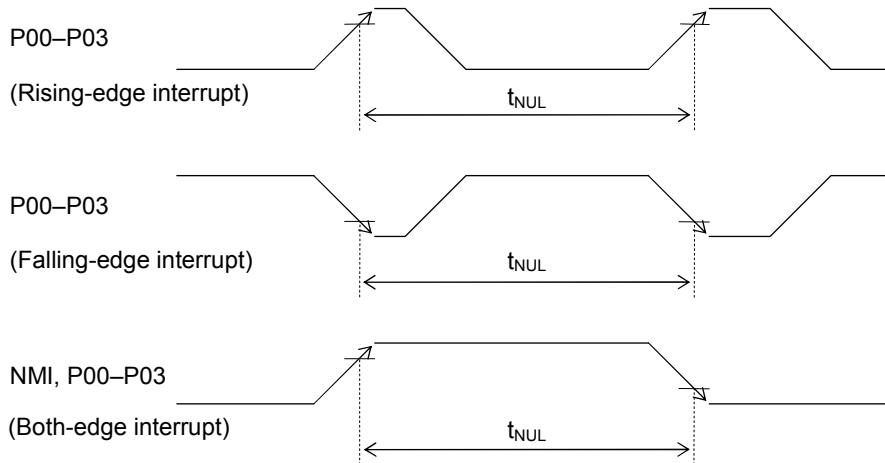 P00–P03
(Rising-edge interrupt)
tNUL
P00–P03
(Falling-edge interrupt)
tNUL
NMI, P00–P03
(Both-edge interrupt)
tNUL